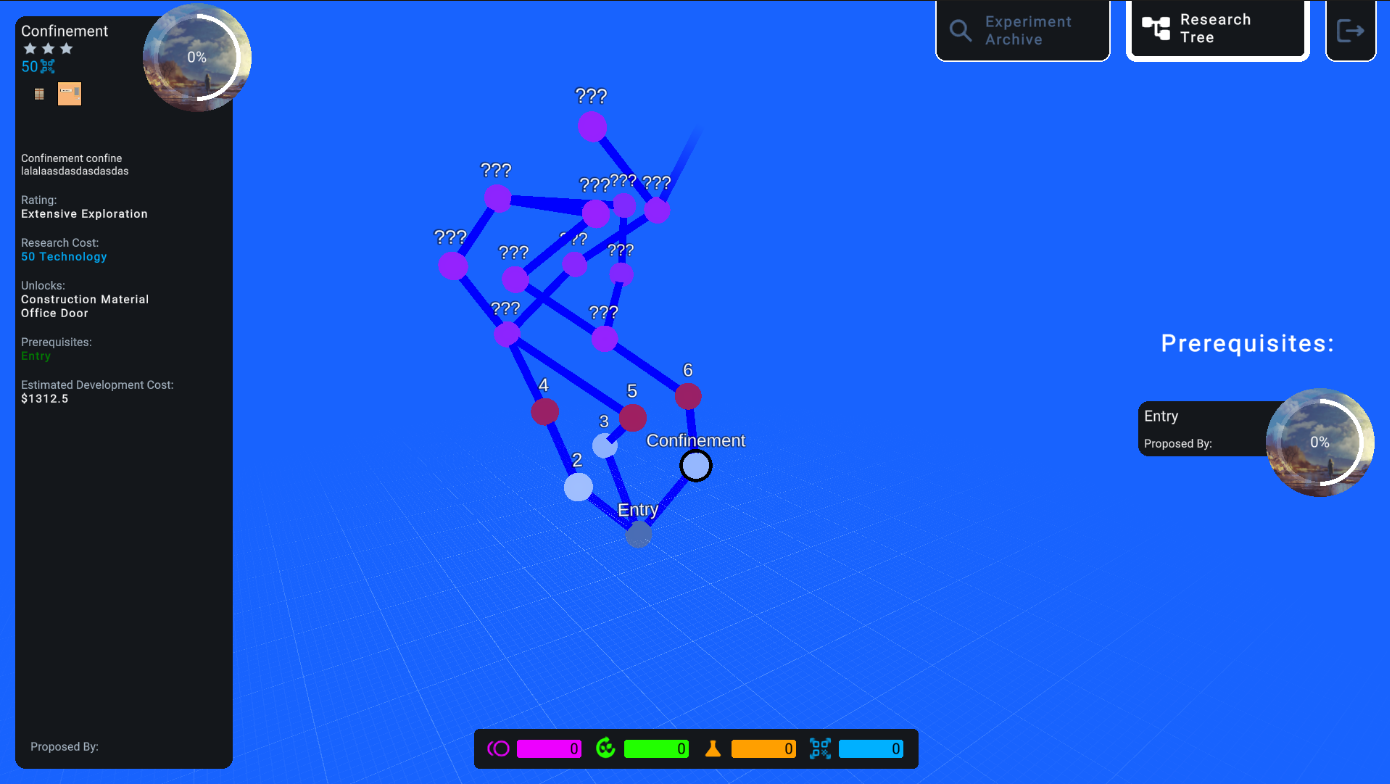 Confinement
0%
50
Confinement confine
lalalaasdasdasdasdas
Rating:
Extensive Exploration
Research Cost:
50 Technology
Unlocks:
Construction Material
Office Door
Prerequisites:
Entry
Estimated Development Cost:
$1312.5
Proposed By:
Experiment
Archive
Research
Tree
???
???
???
???
???
???
???
???
???
???
???
6
4
5
3
Confinement
2
Entry
Prerequisites:
Entry
Proposed By:
0%
0
0
0
0